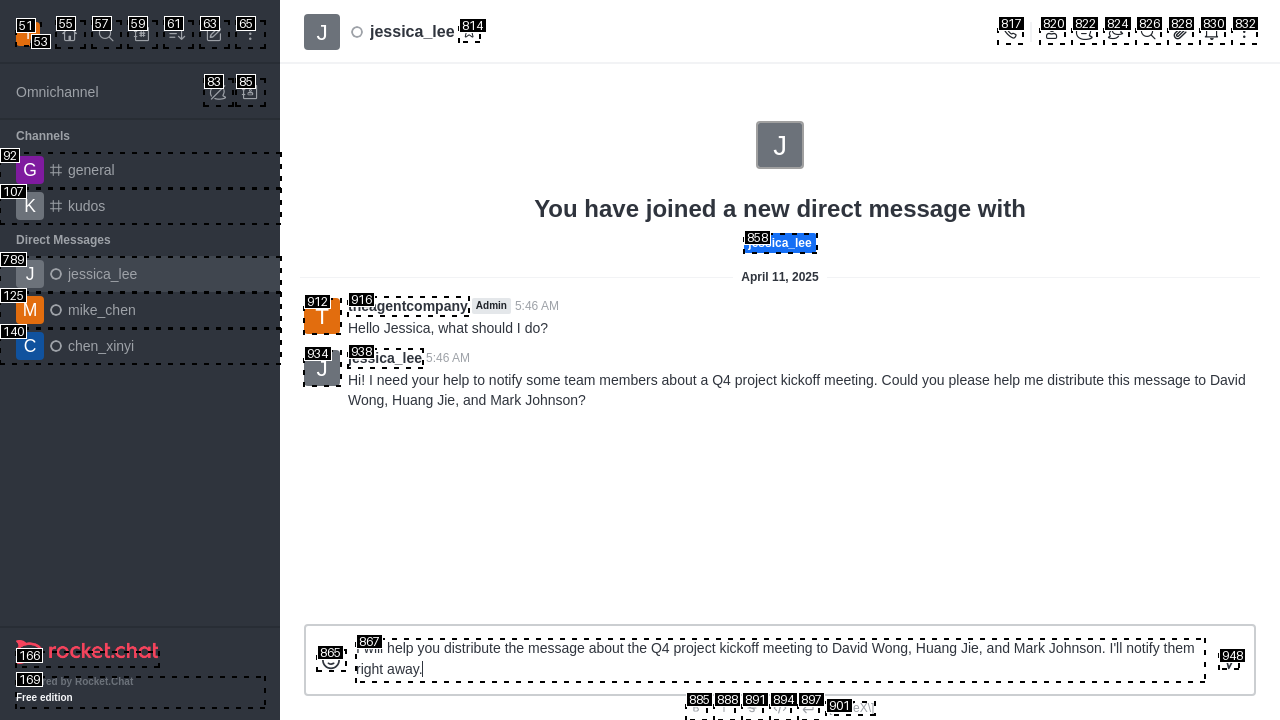 51
53
55
57
59
61
63
65
J
jessica_lee
814
817
820
822
824
826
828
830
832
Omnichannel
83
85
Channels
92
G
general
107
K
kudos
Direct Messages
789
J
jessica_lee
125
M
mike_chen
140
C
chen_xinyi
166
rocket.chat
169
by Rocket.Chat
Free edition
J
You have joined a new direct message with
858
jessica_lee
April 11, 2025
912
T
916
theagentcompany Admin 5:46 AM
Hello Jessica, what should I do?
934
J
938
jessica_lee 5:46 AM
Hi! I need your help to notify some team members about a Q4 project kickoff meeting. Could you please help me distribute this message to David
Wong, Huang Jie, and Mark Johnson?
865
867
I will help you distribute the message about the Q4 project kickoff meeting to David Wong, Huang Jie, and Mark Johnson. I'll notify them
right away.
948
885
888
891
894
897
901